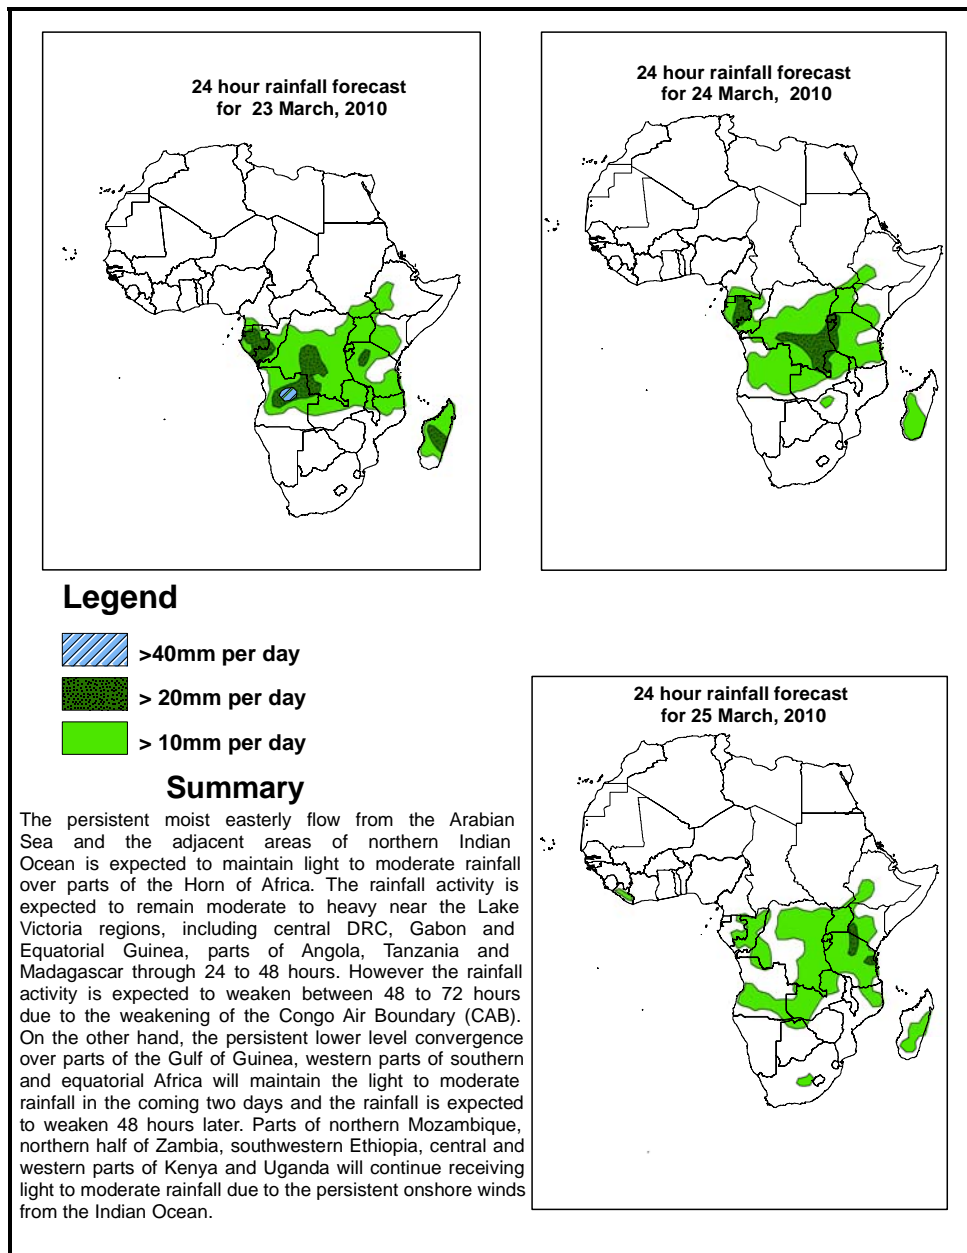 24 hour rainfall forecast
for 23 March, 2010
24 hour rainfall forecast
for 24 March, 2010
Legend
>40mm per day
> 20mm per day
> 10mm per day
24 hour rainfall forecast
for 25 March, 2010
Summary
The persistent moist easterly flow from the Arabian
Sea and the adjacent areas of northern Indian
Ocean is expected to maintain light to moderate rainfall
over parts of the Horn of Africa. The rainfall activity is
expected to remain moderate to heavy near the Lake
Victoria regions, including central DRC, Gabon and
Equatorial Guinea, parts of Angola, Tanzania and
Madagascar through 24 to 48 hours. However the rainfall
activity is expected to weaken between 48 to 72 hours
due to the weakening of the Congo Air Boundary (CAB).
On the other hand, the persistent lower level convergence
over parts of the Gulf of Guinea, western parts of southern
and equatorial Africa will maintain the light to moderate
rainfall in the coming two days and the rainfall is expected
to weaken 48 hours later. Parts of northern Mozambique,
northern half of Zambia, southwestern Ethiopia, central and
western parts of Kenya and Uganda will continue receiving
light to moderate rainfall due to the persistent onshore winds
from the Indian Ocean.